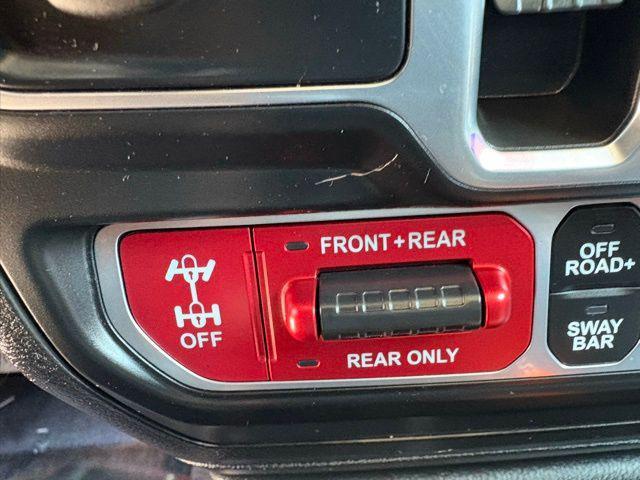 FRONT+REAR
OFF
REAR ONLY
OFF
ROAD+
SWAY
BAR